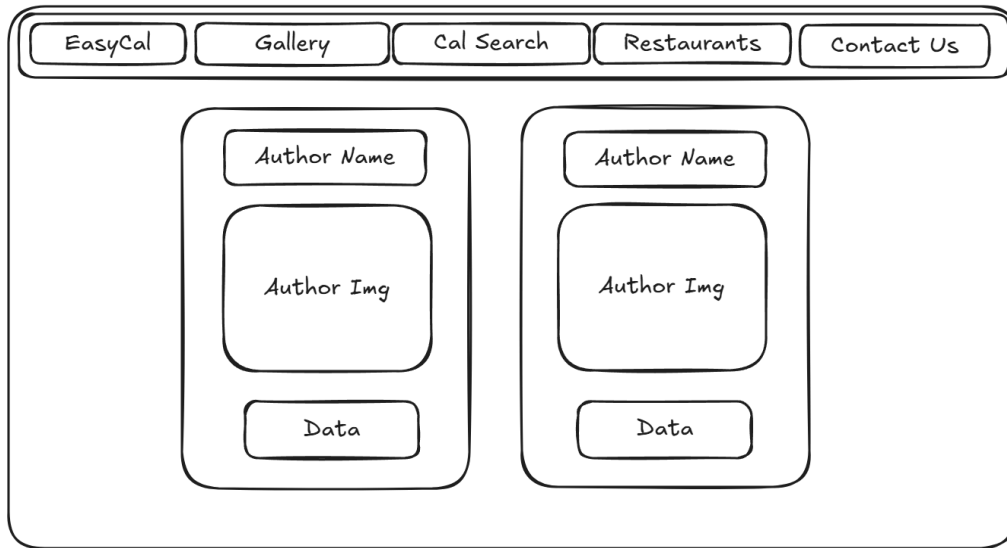 EasyCal
Gallery
Cal Search
Restaurants
Contact Us
Author Name
Author Img
Data
Author Name
Author Img
Data